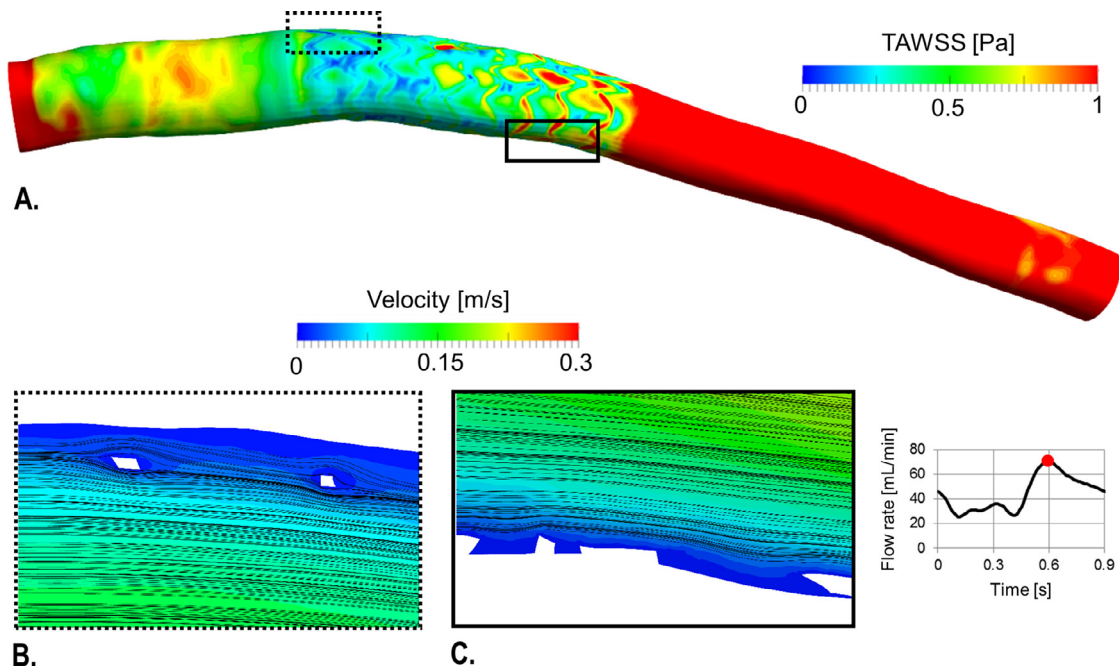 TAWSS [Pa]
0 0.5 1
A.
Velocity [m/s]
0 0.15 0.3
B.
C.
Flow rate [mL/min]
80
60
40
20
0
0 0.3 0.6 0.9
Time [s]